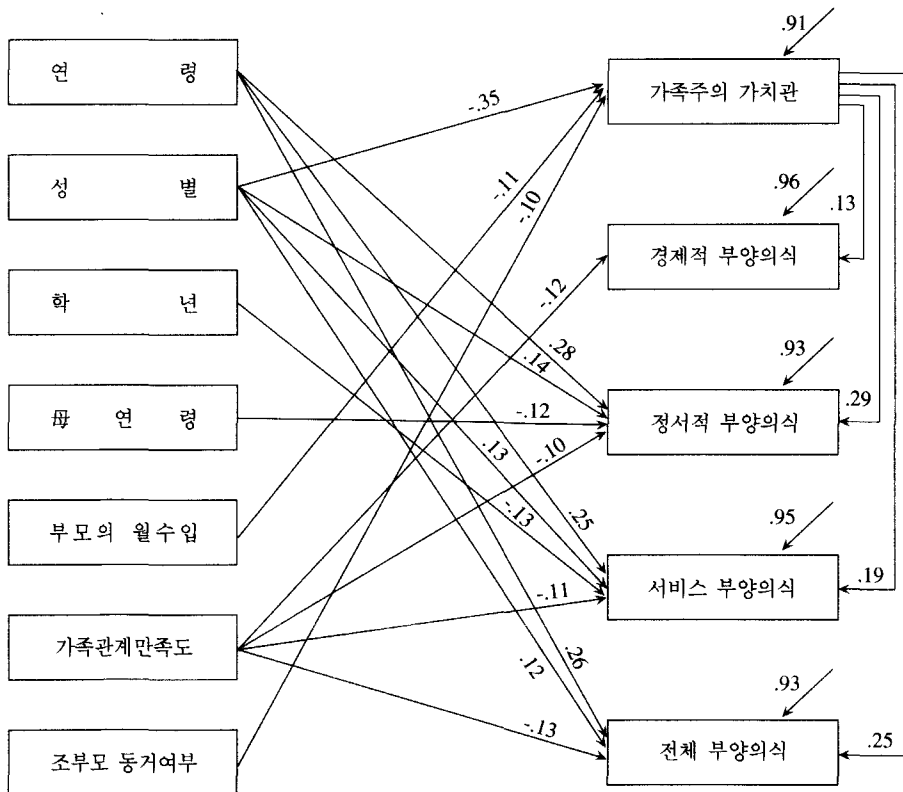 연 령
성 별
학 년
母 연 령
부모의 월수입
가족관계만족도
조부모 동거여부
-.35
-.11
-.10
-.12
.28
.14
-.12
-.10
.13
.25
-.13
-.11
.26
.12
-.13
.91
가족주의 가치관
.96
.13
경제적 부양의식
.93
정서적 부양의식
.29
.95
서비스 부양의식
.19
.93
전체 부양의식
.25